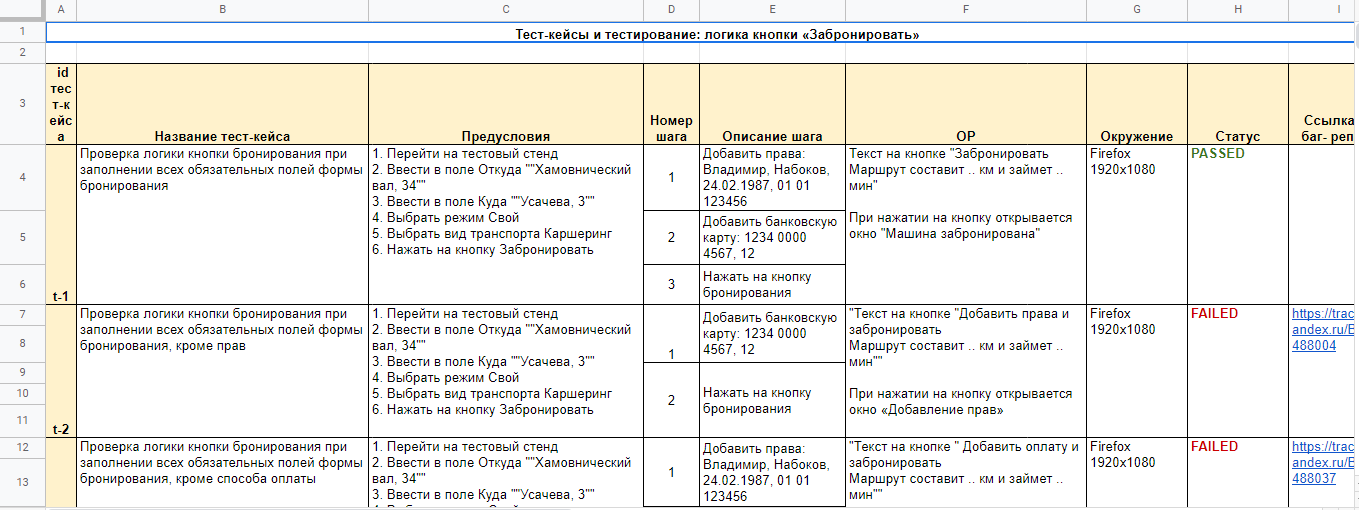 A B C D E F G H I
1 Тест-кейсы и тестирование: логика кнопки «Забронировать»
2
3
id
тес
т-к
ейс
а
Название тест-кейса
Предусловия
Номер
шага
Описание шага
ОР
Окружение
Статус
Ссылка
баг- реп
4
5
6
t-1
Проверка логики кнопки бронирования при
заполнении всех обязательных полей формы
бронирования
1. Перейти на тестовый стенд
2. Ввести в поле Откуда ""Хамовнический
вал, 34""
3. Ввести в поле Куда ""Усачева, 3""
4. Выбрать режим Свой
5. Выбрать вид транспорта Каршеринг
6. Нажать на кнопку Забронировать
1
Добавить права:
Владимир, Набоков,
24.02.1987, 01 01
123456
2
Добавить банковскую
карту: 1234 0000
4567, 12
3
Нажать на кнопку
бронирования
Текст на кнопке "Забронировать
Маршрут составит .. км и займет ..
мин"
При нажатии на кнопку открывается
окно "Машина забронирована"
Firefox
1920x1080
PASSED
7
8
9
10
11
t-2
Проверка логики кнопки бронирования при
заполнении всех обязательных полей формы
бронирования, кроме прав
1. Перейти на тестовый стенд
2. Ввести в поле Откуда ""Хамовнический
вал, 34""
3. Ввести в поле Куда ""Усачева, 3""
4. Выбрать режим Свой
5. Выбрать вид транспорта Каршеринг
6. Нажать на кнопку Забронировать
1
Добавить банковскую
карту: 1234 0000
4567, 12
2
Нажать на кнопку
бронирования
"Текст на кнопке "Добавить права и
забронировать
Маршрут составит .. км и займет ..
мин""
При нажатии на кнопку открывается
окно «Добавление прав»
Firefox
1920x1080
FAILED
https://trac
andex.ru/B
488004
12
13
Проверка логики кнопки бронирования при
заполнении всех обязательных полей формы
бронирования, кроме способа оплаты
1. Перейти на тестовый стенд
2. Ввести в поле Откуда ""Хамовнический
вал, 34""
3. Ввести в поле Куда ""Усачева, 3""
1
Добавить права:
Владимир, Набоков,
24.02.1987, 01 01
123456
"Текст на кнопке " Добавить оплату и
забронировать
Маршрут составит .. км и займет ..
мин""
Firefox
1920x1080
FAILED
https://trac
andex.ru/B
488037